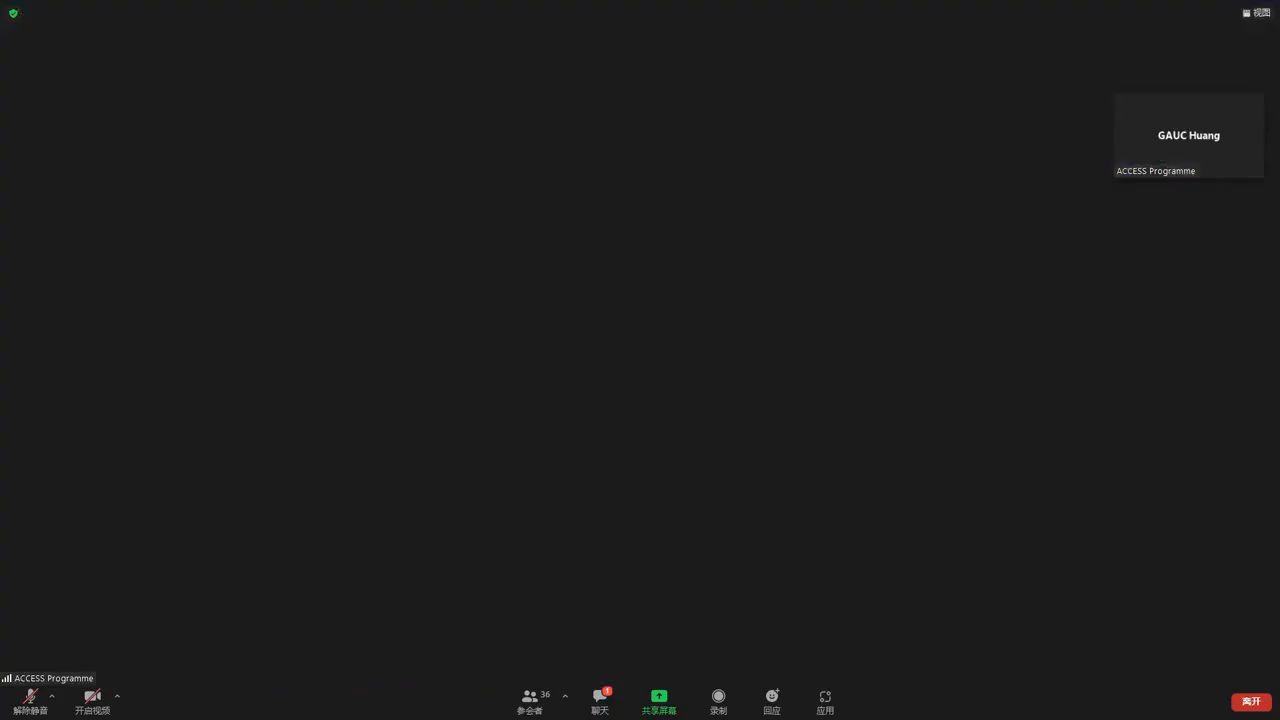 视图
GAUC Huang
ACCESS Programme
ACCESS Programme
解除静音
开启视频
36
参会者
1
聊天
共享屏幕
录制
回应
应用
离开